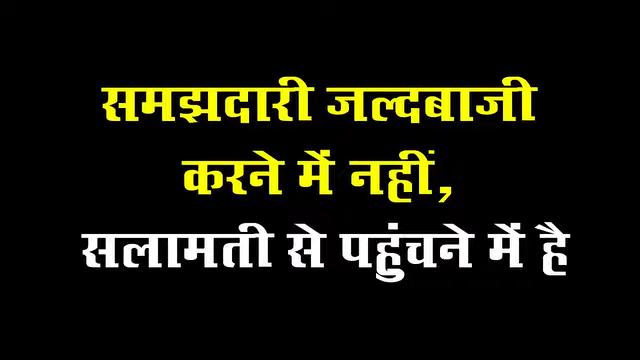 समझदारी जल्दबाजी
करने में नहीं,
सलामती से पहुंचने में है